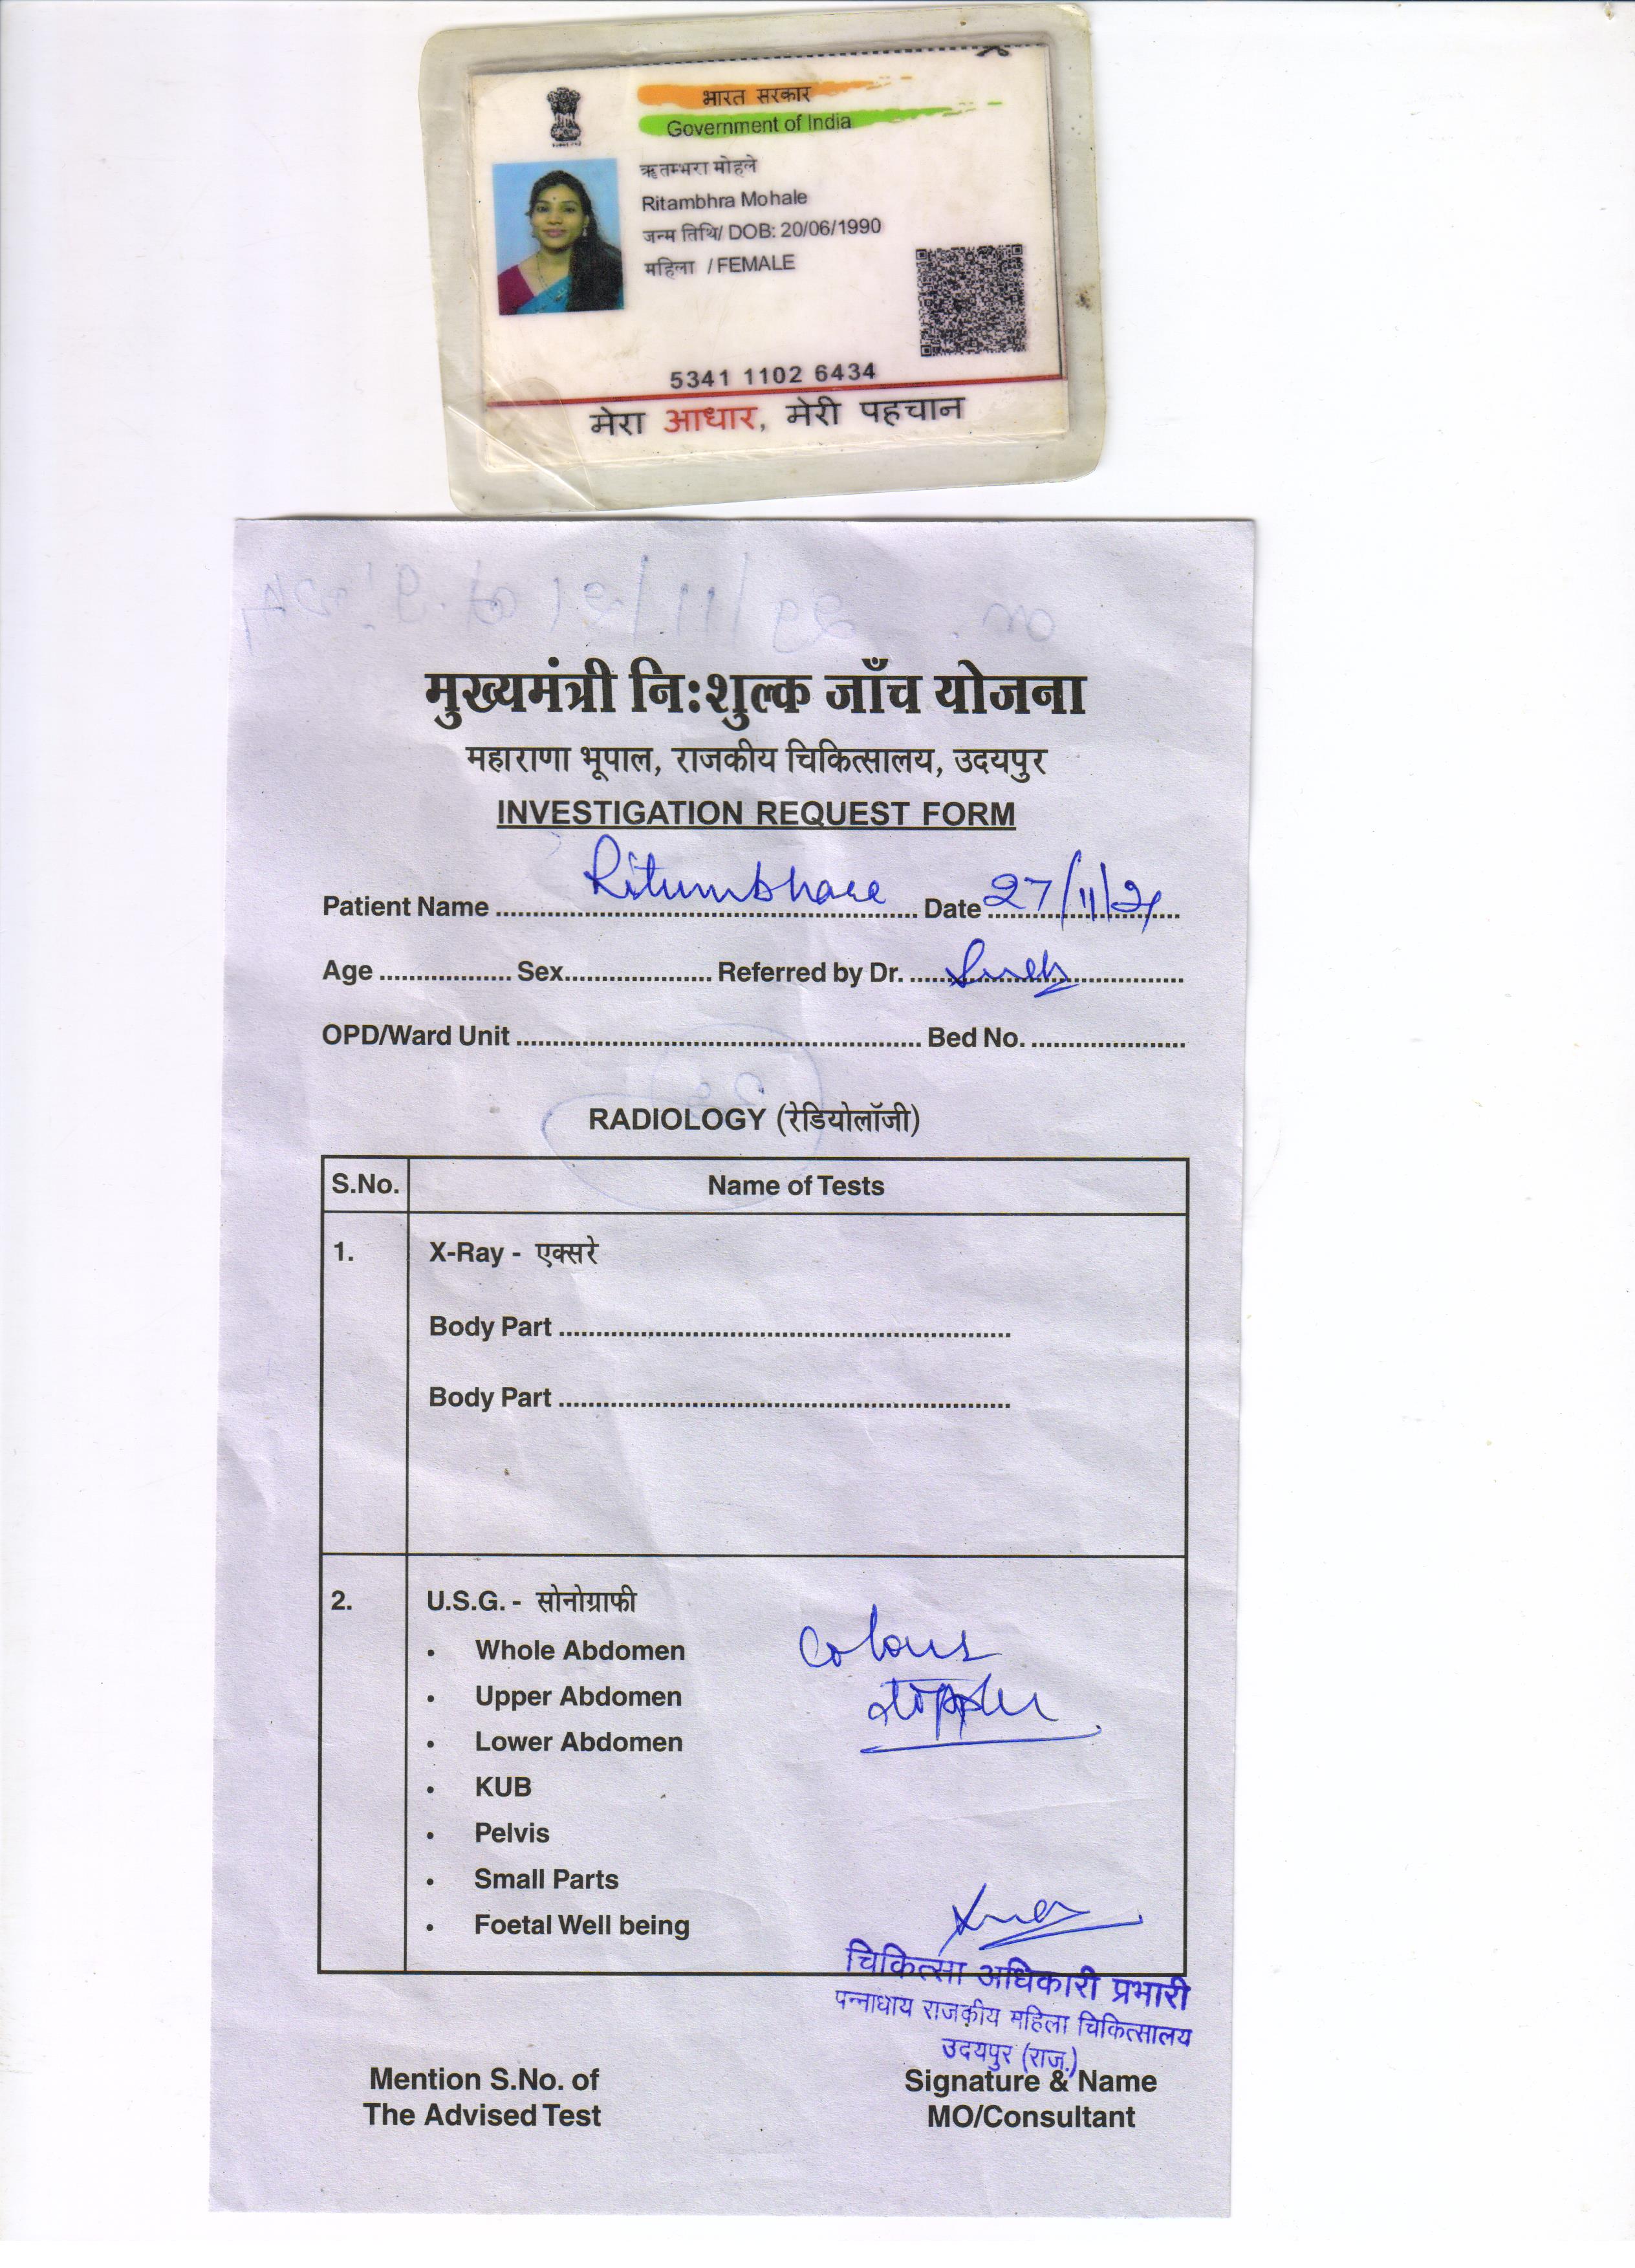 भारत सरकार
Government of India
ऋतम्भरा मोहले
Ritambhra Mohale
जन्म तिथि/ DOB: 20/06/1990
महिला / FEMALE
5341 1102 6434
मेरा आधार, मेरी पहचान
मुख्यमंत्री नि:शुल्क जाँच योजना
महाराणा भूपाल, राजकीय चिकित्सालय, उदयपुर
INVESTIGATION REQUEST FORM
Patient Name ........ Ritumbhara ........ Date 27/11/21
Age .................. Sex.................... Referred by Dr. ..........
OPD/Ward Unit ........................................................ Bed No. .....................
RADIOLOGY (रेडियोलॉजी)
S.No. Name of Tests
1. X-Ray - एक्सरे
Body Part ..............................................................
Body Part ..............................................................
2. U.S.G. - सोनोग्राफी
• Whole Abdomen Colour
• Upper Abdomen doppler
• Lower Abdomen
• KUB
• Pelvis
• Small Parts
• Foetal Well being
चिकित्सा अधिकारी प्रभारी
पन्नाधाय राजकीय महिला चिकित्सालय
उदयपुर (राज.)
Mention S.No. of Signature & Name
The Advised Test MO/Consultant